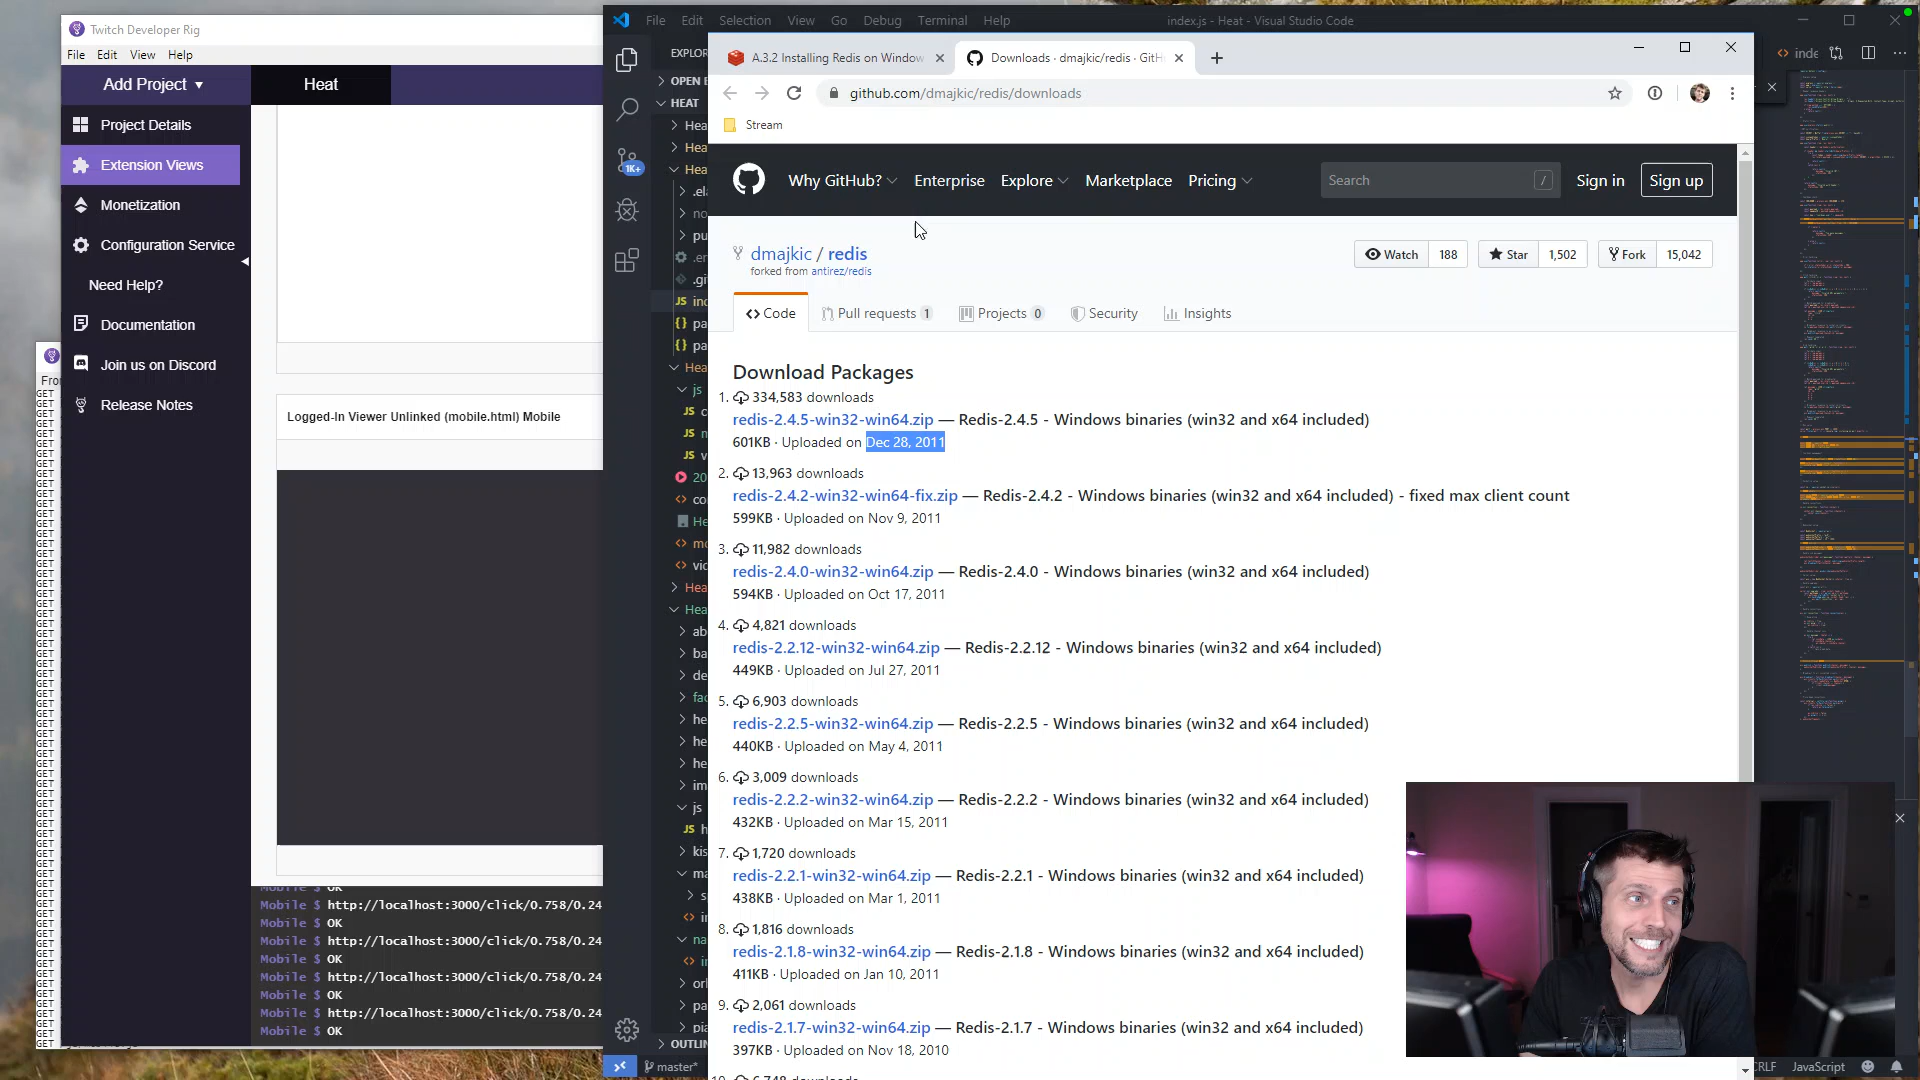 Twitch Developer Rig
File Edit View Help
Add Project
Heat
Project Details
Extension Views
Monetization
Configuration Service
Need Help?
Documentation
Join us on Discord
Release Notes
Logged-In Viewer Unlinked (mobile.html) Mobile
Mobile $ OK
Mobile $ http://localhost:3000/click/0.758/0.24
Mobile $ OK
Mobile $ http://localhost:3000/click/0.758/0.24
Mobile $ OK
Mobile $ http://localhost:3000/click/0.758/0.24
Mobile $ OK
Mobile $ http://localhost:3000/click/0.758/0.24
Mobile $ OK
GET
File Edit Selection View Go Debug Terminal Help
index.js - Heat - Visual Studio Code
EXPLOR
OPEN E
HEAT
1K+
OUTLIN
master*
CRLF JavaScript
A.3.2 Installing Redis on Window
Downloads · dmajkic/redis · GitH
github.com/dmajkic/redis/downloads
Stream
Why GitHub? Enterprise Explore Marketplace Pricing
Search /
Sign in
Sign up
dmajkic / redis
forked from antirez/redis
Watch 188
Star 1,502
Fork 15,042
Code
Pull requests 1
Projects 0
Security
Insights
Download Packages
1. 334,583 downloads
redis-2.4.5-win32-win64.zip — Redis-2.4.5 - Windows binaries (win32 and x64 included)
601KB · Uploaded on Dec 28, 2011
2. 13,963 downloads
redis-2.4.2-win32-win64-fix.zip — Redis-2.4.2 - Windows binaries (win32 and x64 included) - fixed max client count
599KB · Uploaded on Nov 9, 2011
3. 11,982 downloads
redis-2.4.0-win32-win64.zip — Redis-2.4.0 - Windows binaries (win32 and x64 included)
594KB · Uploaded on Oct 17, 2011
4. 4,821 downloads
redis-2.2.12-win32-win64.zip — Redis-2.2.12 - Windows binaries (win32 and x64 included)
449KB · Uploaded on Jul 27, 2011
5. 6,903 downloads
redis-2.2.5-win32-win64.zip — Redis-2.2.5 - Windows binaries (win32 and x64 included)
440KB · Uploaded on May 4, 2011
6. 3,009 downloads
redis-2.2.2-win32-win64.zip — Redis-2.2.2 - Windows binaries (win32 and x64 included)
432KB · Uploaded on Mar 15, 2011
7. 1,720 downloads
redis-2.2.1-win32-win64.zip — Redis-2.2.1 - Windows binaries (win32 and x64 included)
438KB · Uploaded on Mar 1, 2011
8. 1,816 downloads
redis-2.1.8-win32-win64.zip — Redis-2.1.8 - Windows binaries (win32 and x64 included)
411KB · Uploaded on Jan 10, 2011
9. 2,061 downloads
redis-2.1.7-win32-win64.zip — Redis-2.1.7 - Windows binaries (win32 and x64 included)
397KB · Uploaded on Nov 18, 2010